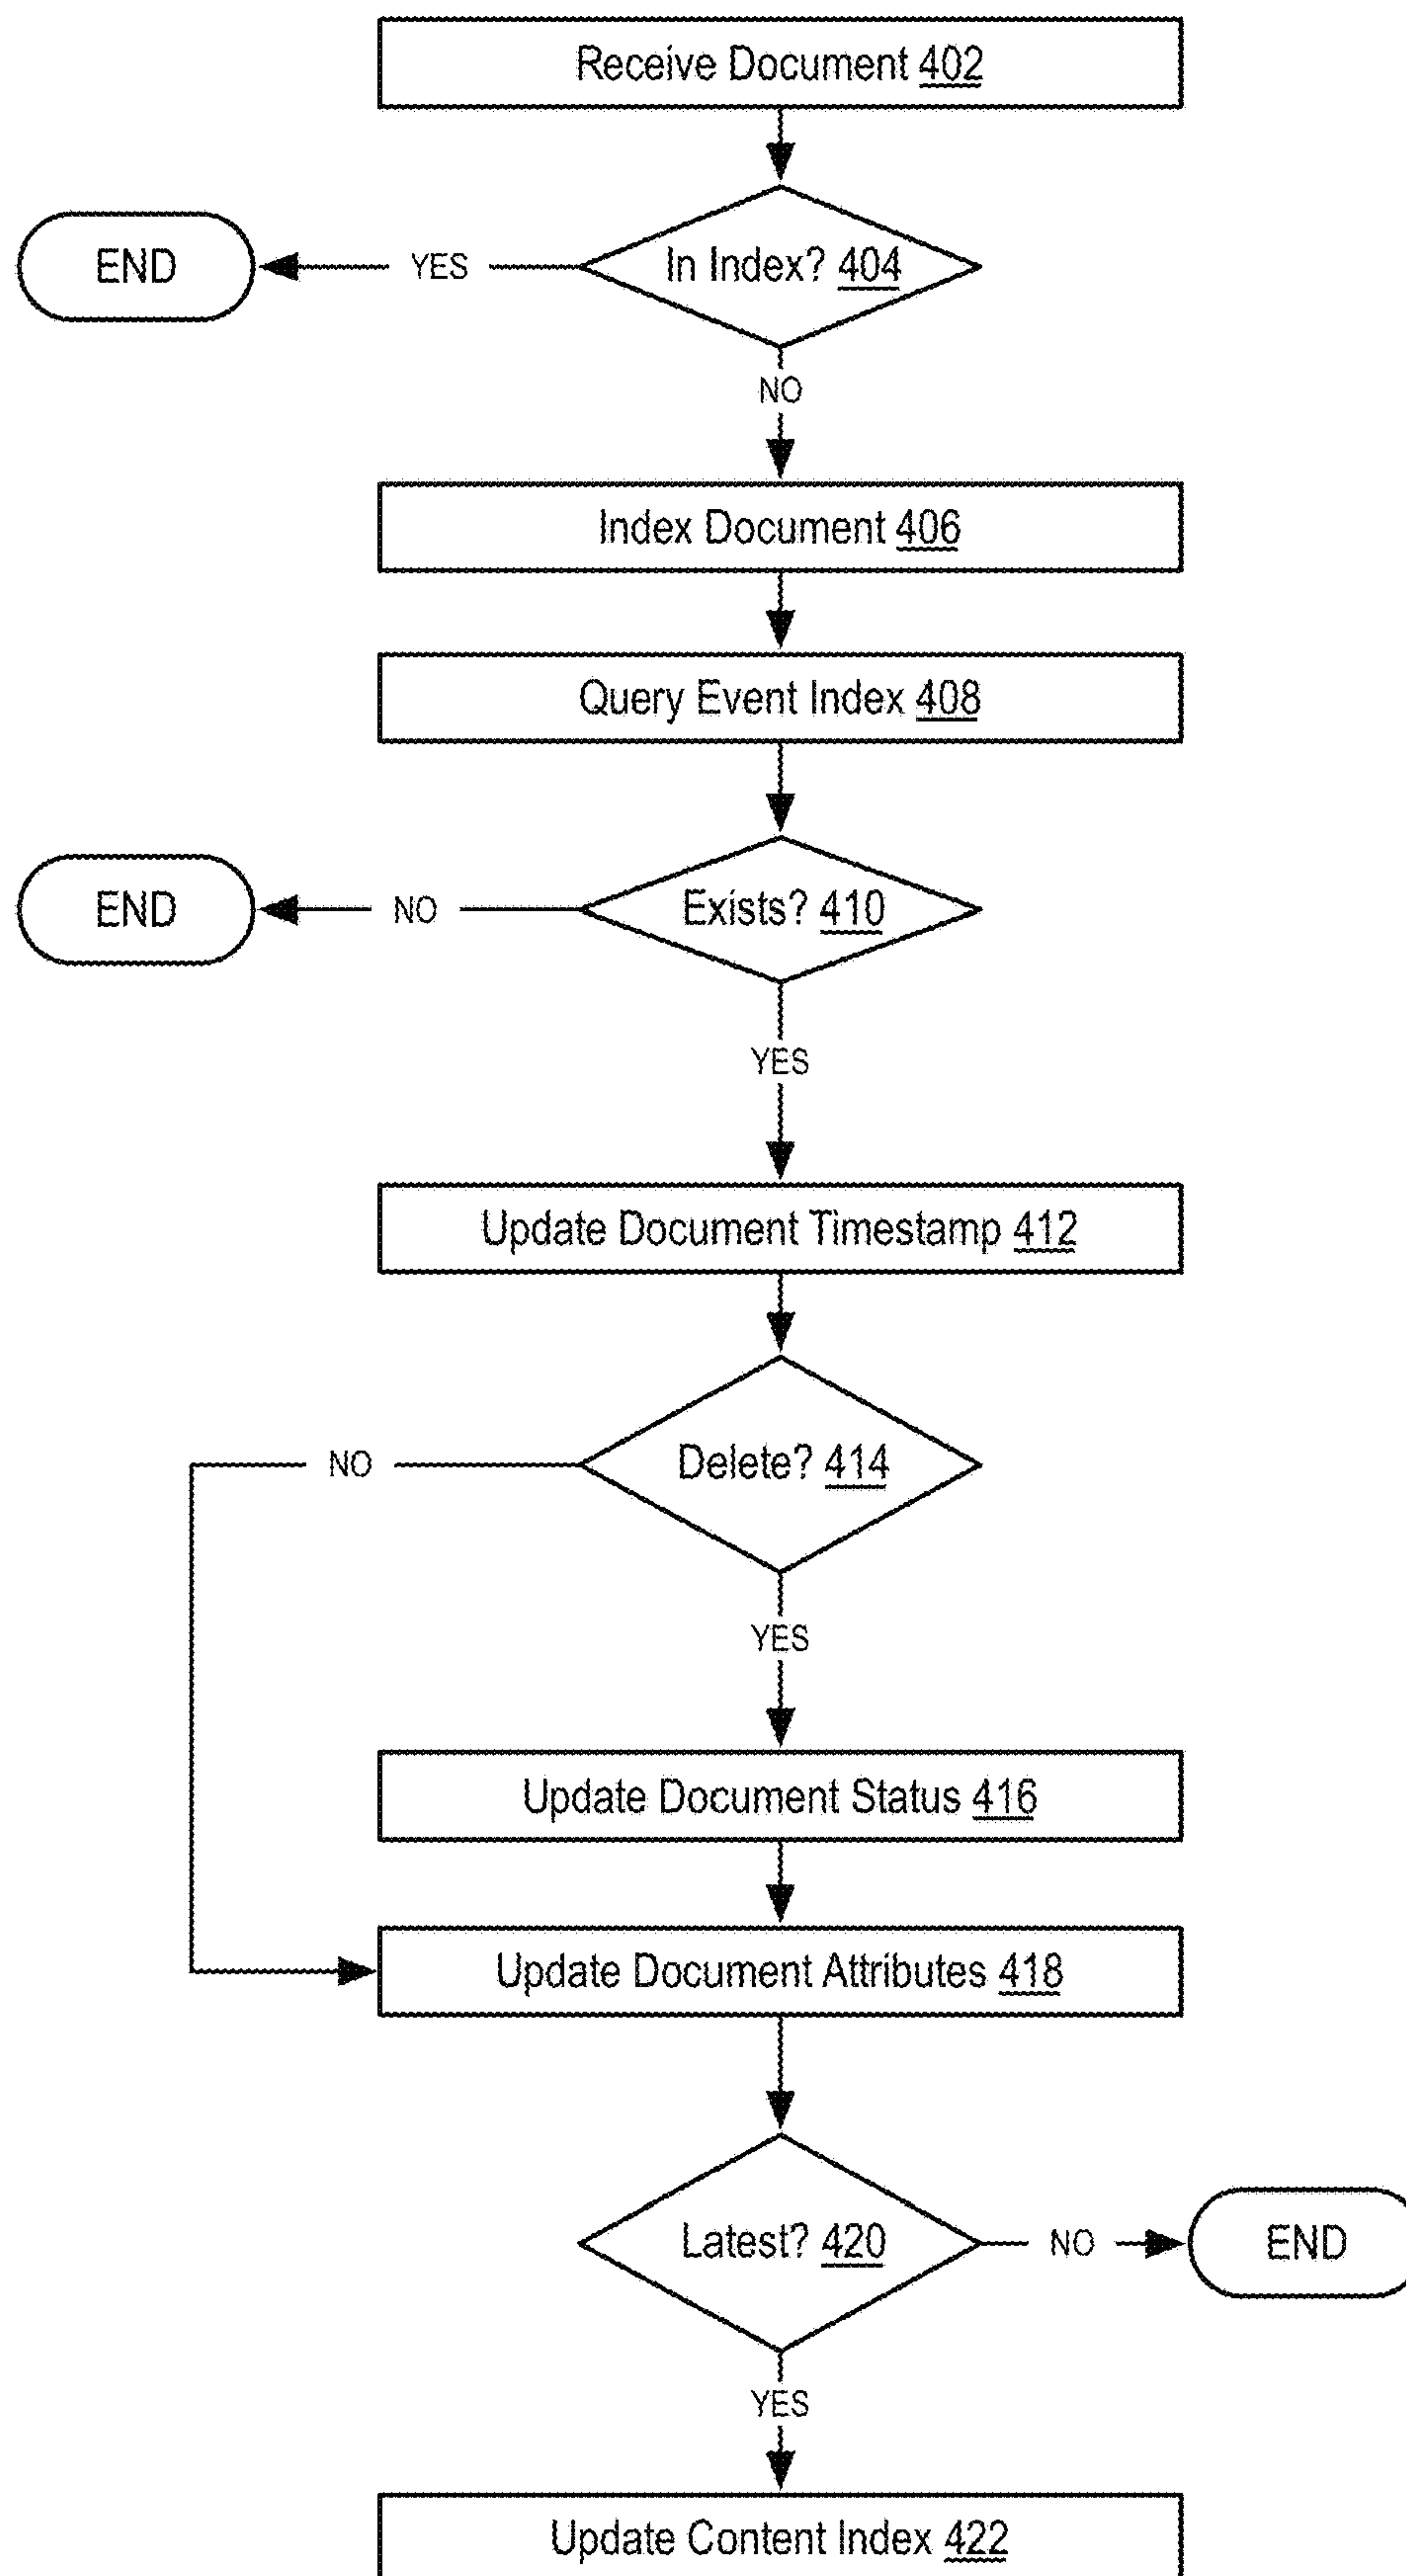 Receive Document 402
END
YES
In Index? 404
NO
Index Document 406
Query Event Index 408
END
NO
Exists? 410
YES
Update Document Timestamp 412
NO
Delete? 414
YES
Update Document Status 416
Update Document Attributes 418
Latest? 420
NO
END
YES
Update Content Index 422